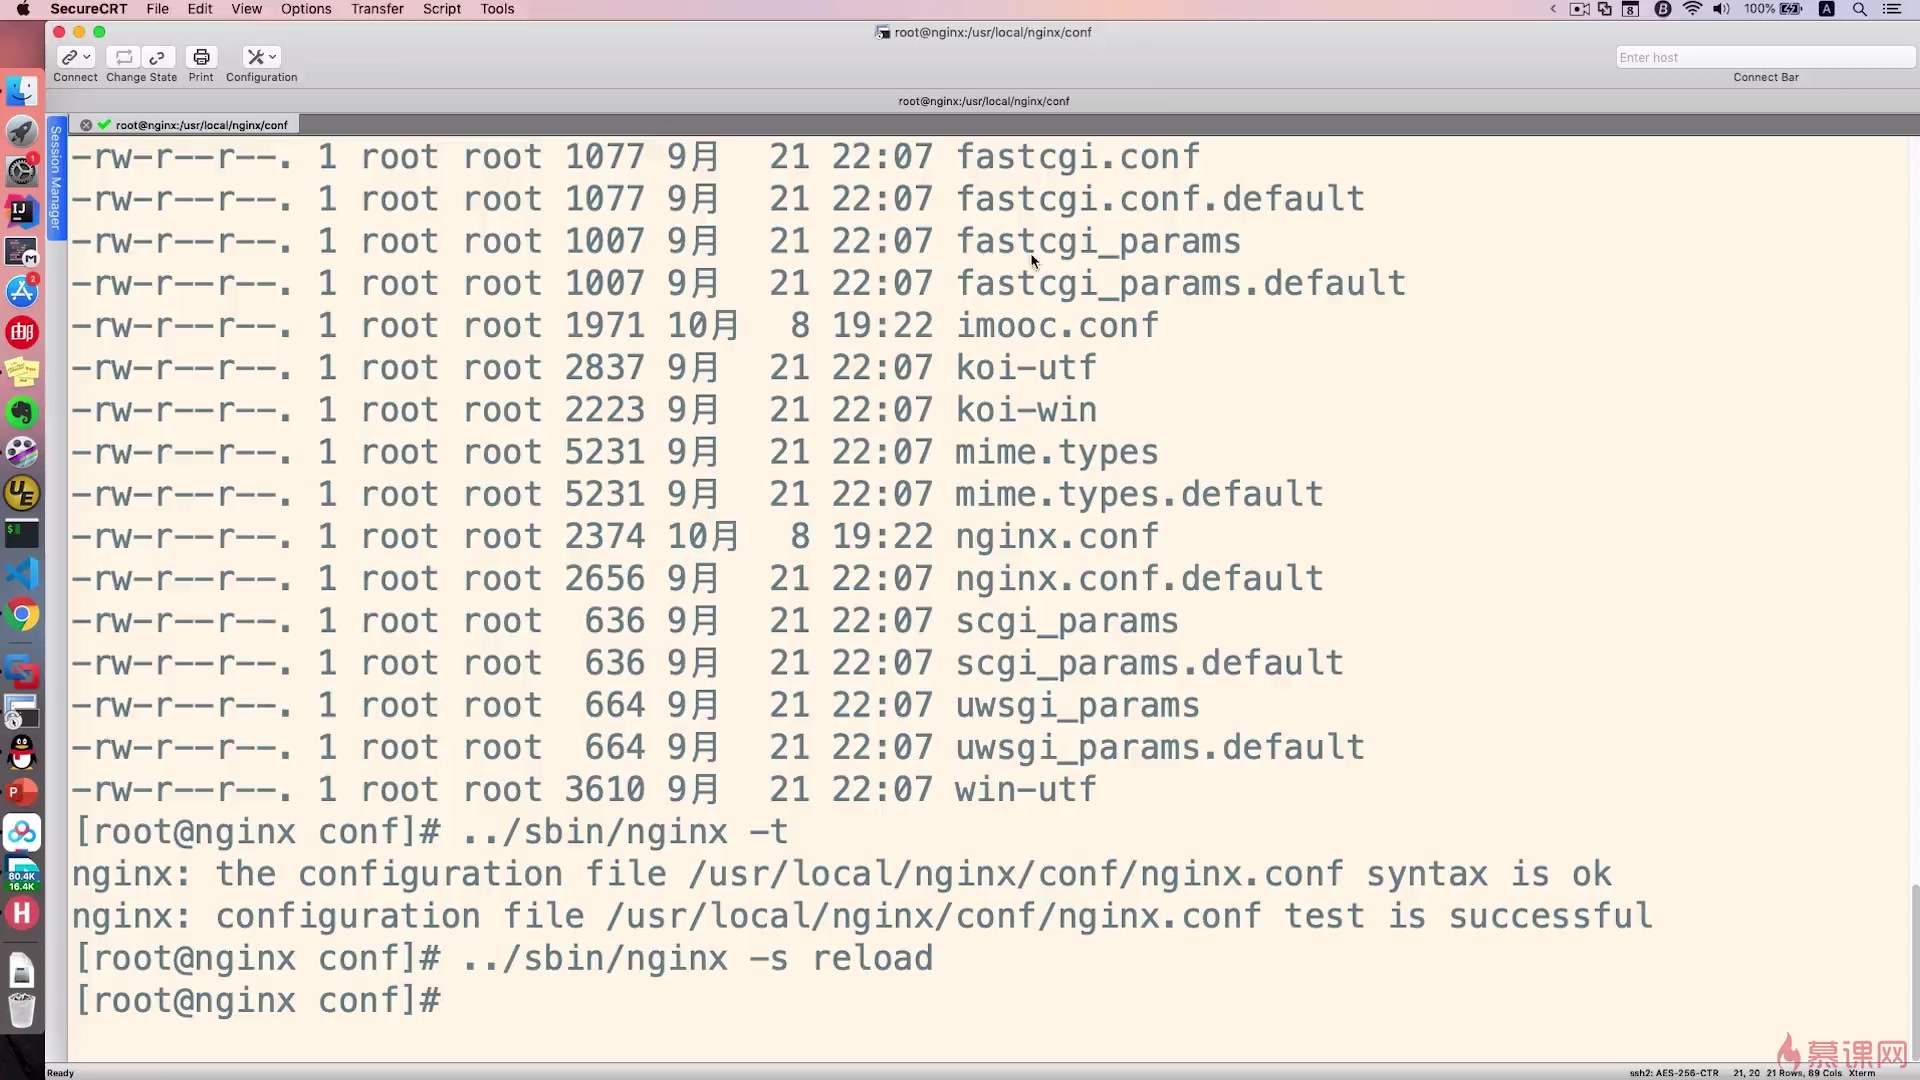 SecureCRT File Edit View Options Transfer Script Tools
8 100% A
root@nginx:/usr/local/nginx/conf
Enter host
Connect Change State Print Configuration Connect Bar
root@nginx:/usr/local/nginx/conf
root@nginx:/usr/local/nginx/conf
Session Manager
-rw-r--r--. 1 root root 1077 9月 21 22:07 fastcgi.conf
-rw-r--r--. 1 root root 1077 9月 21 22:07 fastcgi.conf.default
-rw-r--r--. 1 root root 1007 9月 21 22:07 fastcgi_params
-rw-r--r--. 1 root root 1007 9月 21 22:07 fastcgi_params.default
-rw-r--r--. 1 root root 1971 10月 8 19:22 imooc.conf
-rw-r--r--. 1 root root 2837 9月 21 22:07 koi-utf
-rw-r--r--. 1 root root 2223 9月 21 22:07 koi-win
-rw-r--r--. 1 root root 5231 9月 21 22:07 mime.types
-rw-r--r--. 1 root root 5231 9月 21 22:07 mime.types.default
-rw-r--r--. 1 root root 2374 10月 8 19:22 nginx.conf
-rw-r--r--. 1 root root 2656 9月 21 22:07 nginx.conf.default
-rw-r--r--. 1 root root 636 9月 21 22:07 scgi_params
-rw-r--r--. 1 root root 636 9月 21 22:07 scgi_params.default
-rw-r--r--. 1 root root 664 9月 21 22:07 uwsgi_params
-rw-r--r--. 1 root root 664 9月 21 22:07 uwsgi_params.default
-rw-r--r--. 1 root root 3610 9月 21 22:07 win-utf
[root@nginx conf]# ../sbin/nginx -t
nginx: the configuration file /usr/local/nginx/conf/nginx.conf syntax is ok
nginx: configuration file /usr/local/nginx/conf/nginx.conf test is successful
[root@nginx conf]# ../sbin/nginx -s reload
[root@nginx conf]#
Ready ssh2: AES-256-CTR 21, 20 21 Rows, 89 Cols Xterm
慕课网
1
IJ
M
2
邮
UE
$
P
80.4K
16.4K
H